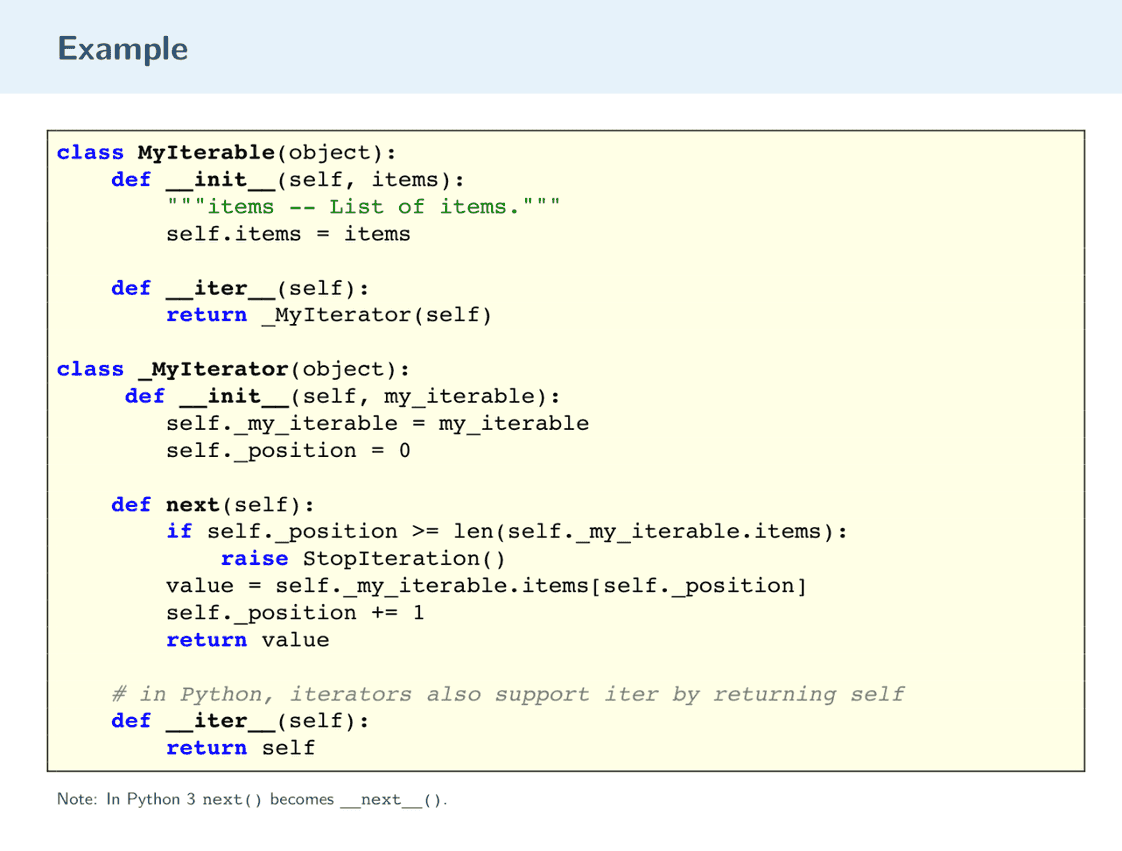 Example
class MyIterable(object):
    def __init__(self, items):
        """items -- List of items."""
        self.items = items

    def __iter__(self):
        return _MyIterator(self)

class _MyIterator(object):
     def __init__(self, my_iterable):
        self._my_iterable = my_iterable
        self._position = 0

    def next(self):
        if self._position >= len(self._my_iterable.items):
            raise StopIteration()
        value = self._my_iterable.items[self._position]
        self._position += 1
        return value

    # in Python, iterators also support iter by returning self
    def __iter__(self):
        return self
Note: In Python 3 next() becomes __next__().